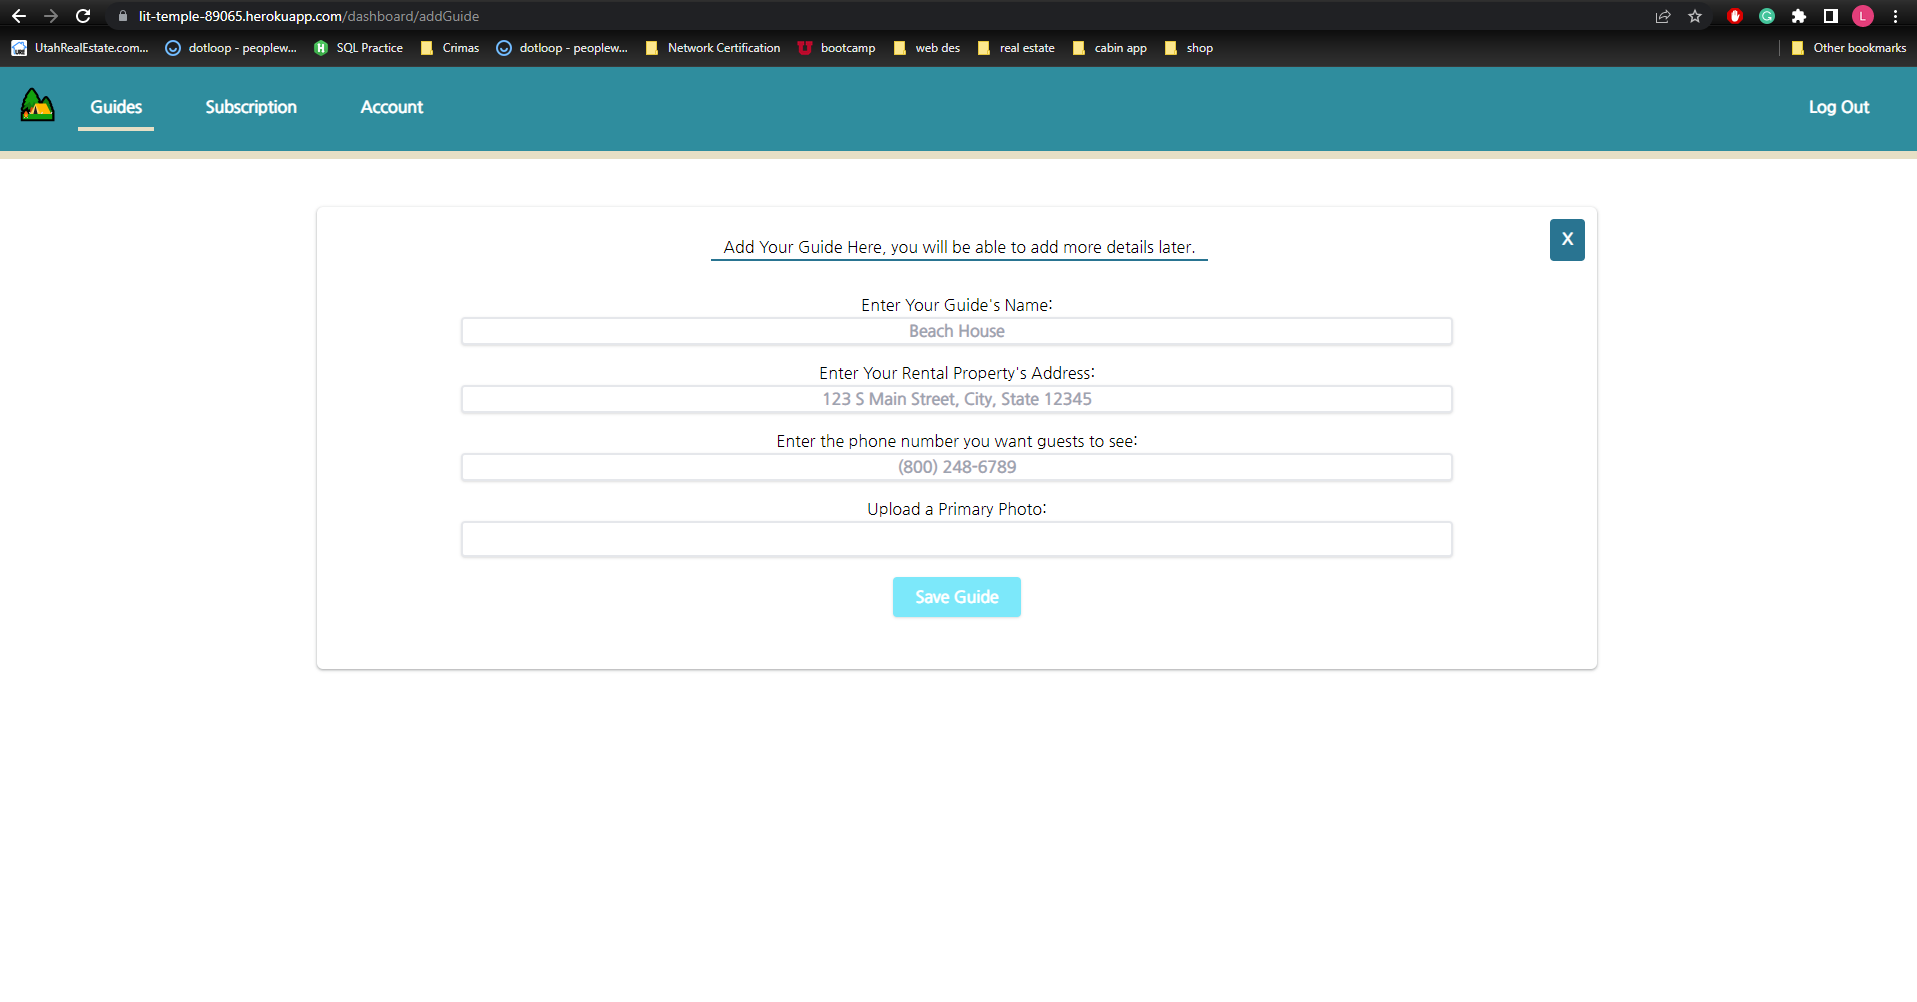 lit-temple-89065.herokuapp.com/dashboard/addGuide
L
UtahRealEstate.com... dotloop - peoplew... SQL Practice Crimas dotloop - peoplew... Network Certification bootcamp web des real estate cabin app shop Other bookmarks
Guides Subscription Account Log Out
X
Add Your Guide Here, you will be able to add more details later.
Enter Your Guide's Name:
Beach House
Enter Your Rental Property's Address:
123 S Main Street, City, State 12345
Enter the phone number you want guests to see:
(800) 248-6789
Upload a Primary Photo:
Save Guide